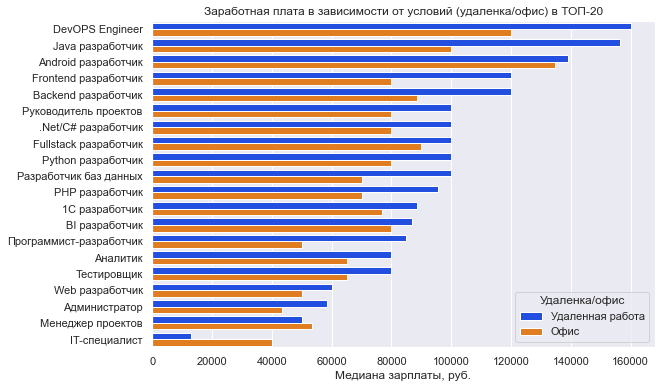 Заработная плата в зависимости от условий (удаленка/офис) в ТОП-20
DevOPS Engineer
Java разработчик
Android разработчик
Frontend разработчик
Backend разработчик
Руководитель проектов
.Net/C# разработчик
Fullstack разработчик
Python разработчик
Разработчик баз данных
PHP разработчик
1C разработчик
BI разработчик
Программист-разработчик
Аналитик
Тестировщик
Web разработчик
Администратор
Менеджер проектов
IT-специалист
Удаленка/офис
Удаленная работа
Офис
0 20000 40000 60000 80000 100000 120000 140000 160000
Медиана зарплаты, руб.